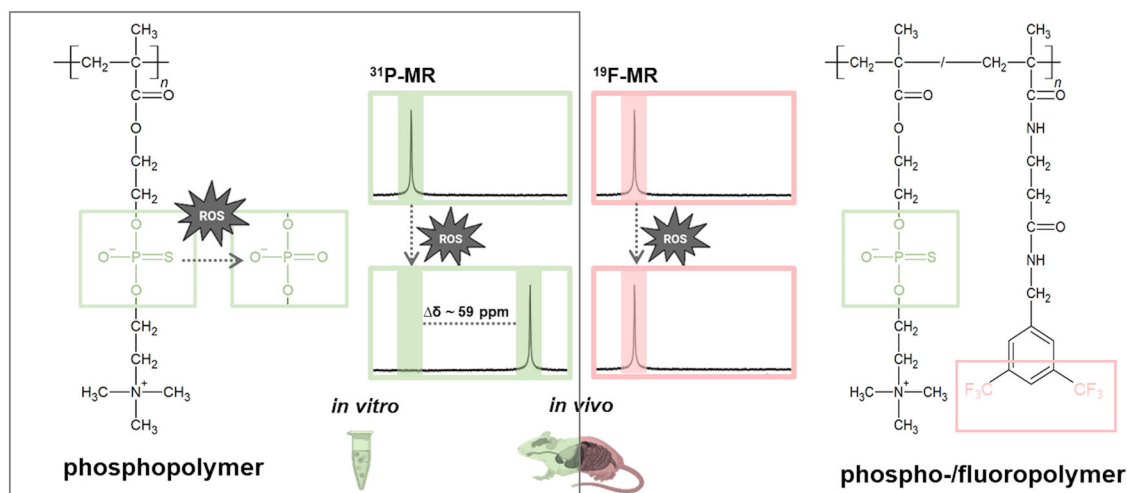 CH₃
CH₂
C
n
C
O
O
CH₂
CH₂
O
ROS
O⁻
P
S
O⁻
P
O
O
O
O
CH₂
CH₂
H₃C
N⁺
CH₃
CH₃
phosphopolymer
³¹P-MR
ROS
Δδ ~ 59 ppm
in vitro
¹⁹F-MR
ROS
in vivo
CH₃
CH₃
CH₂
C
/
CH₂
C
n
C
O
C
O
O
NH
CH₂
CH₂
CH₂
CH₂
O
C
O
O⁻
P
S
NH
O
CH₂
CH₂
CH₂
H₃C
N⁺
CH₃
CH₃
F₃C
CF₃
phospho-/fluoropolymer